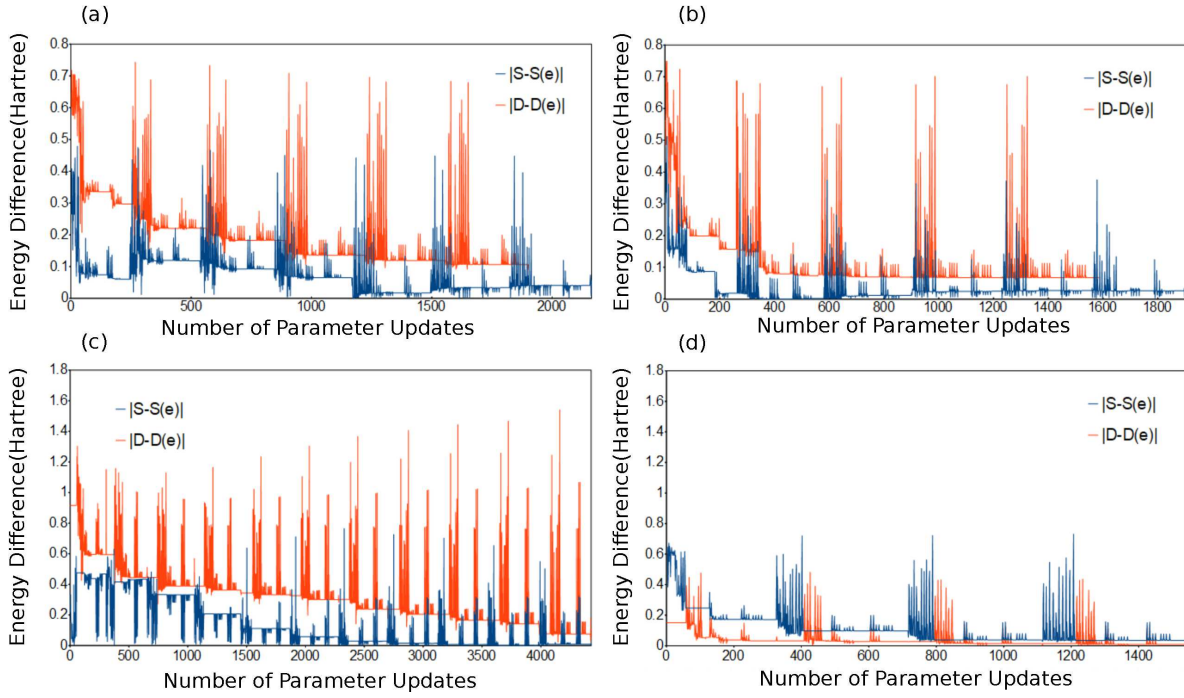 (a)
Energy Difference(Hartree)
0.8
0.7
0.6
0.5
0.4
0.3
0.2
0.1
0
|S-S(e)|
|D-D(e)|
0 500 1000 1500 2000
Number of Parameter Updates
(b)
Energy Difference(Hartree)
0.8
0.7
0.6
0.5
0.4
0.3
0.2
0.1
0
|S-S(e)|
|D-D(e)|
0 200 400 600 800 1000 1200 1400 1600 1800
Number of Parameter Updates
(c)
Energy Difference(Hartree)
1.8
1.6
1.4
1.2
1
0.8
0.6
0.4
0.2
0
|S-S(e)|
|D-D(e)|
0 500 1000 1500 2000 2500 3000 3500 4000
Number of Parameter Updates
(d)
Energy Difference(Hartree)
1.8
1.6
1.4
1.2
1
0.8
0.6
0.4
0.2
0
|S-S(e)|
|D-D(e)|
0 200 400 600 800 1000 1200 1400
Number of Parameter Updates